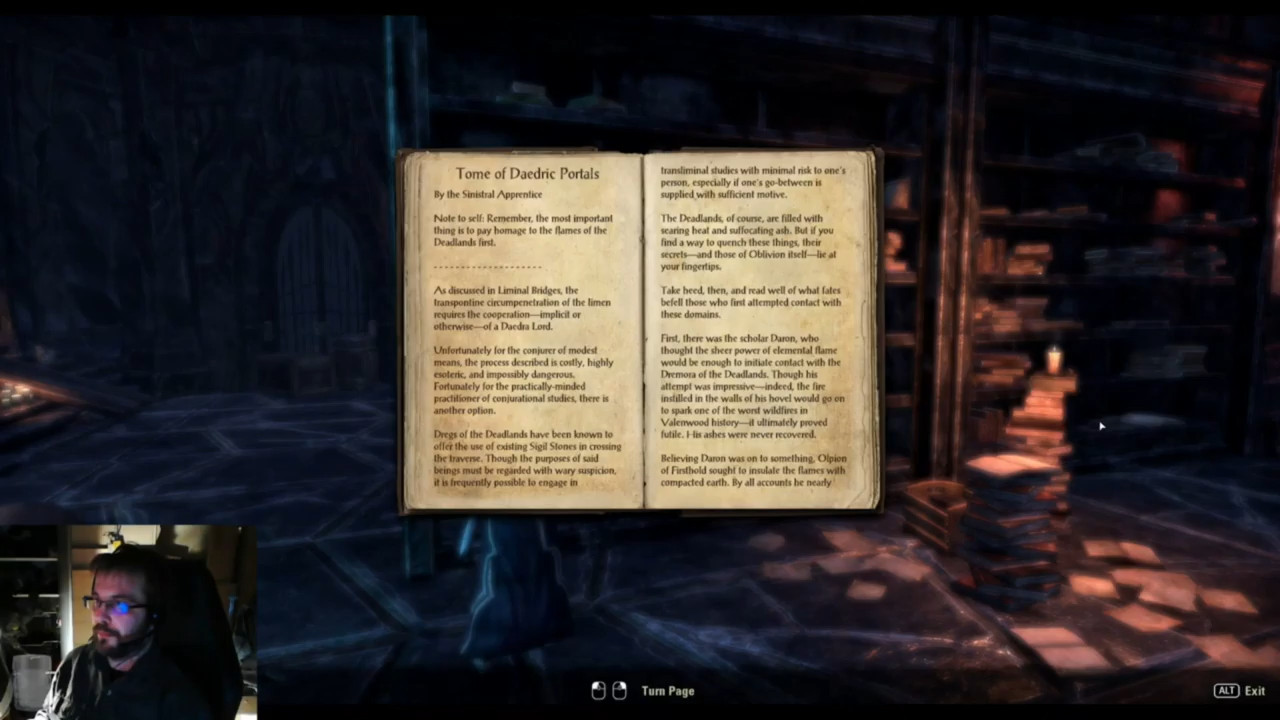 Tome of Daedric Portals
By the Sinistral Apprentice
Note to self: Remember, the most important
thing is to pay homage to the flames of the
Deadlands first.
--------------------
As discussed in Liminal Bridges, the
transpontine circumpenetration of the limen
requires the cooperation—implicit or
otherwise—of a Daedra Lord.
Unfortunately for the conjurer of modest
means, the process described is costly, highly
esoteric, and impossibly dangerous.
Fortunately for the practically-minded
practitioner of conjurational studies, there is
another option.
Dregs of the Deadlands have been known to
offer the use of existing Sigil Stones in crossing
the traverse. Though the purposes of said
beings must be regarded with wary suspicion,
it is frequently possible to engage in
transliminal studies with minimal risk to one's
person, especially if one's go-between is
supplied with sufficient motive.
The Deadlands, of course, are filled with
searing heat and suffocating ash. But if you
find a way to quench these things, their
secrets—and those of Oblivion itself—lie at
your fingertips.
Take heed, then, and read well of what fates
befell those who first attempted contact with
these domains.
First, there was the scholar Daron, who
thought the sheer power of elemental flame
would be enough to initiate contact with the
Dremora of the Deadlands. Though his
attempt was impressive—indeed, the fire
instilled in the walls of his hovel would go on
to spark one of the worst wildfires in
Valenwood history—it ultimately proved
futile. His ashes were never recovered.
Believing Daron was on to something, Olpion
of Firsthold sought to insulate the flames with
compacted earth. By all accounts he nearly
Turn Page
ALT Exit